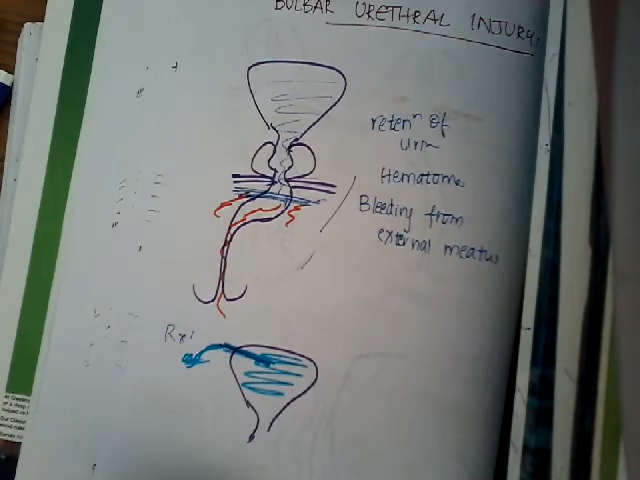 BULBAR URETHRAL INJURY
retenⁿ of
urin
Hematoma
Bleeding from
external meatus
Rx: